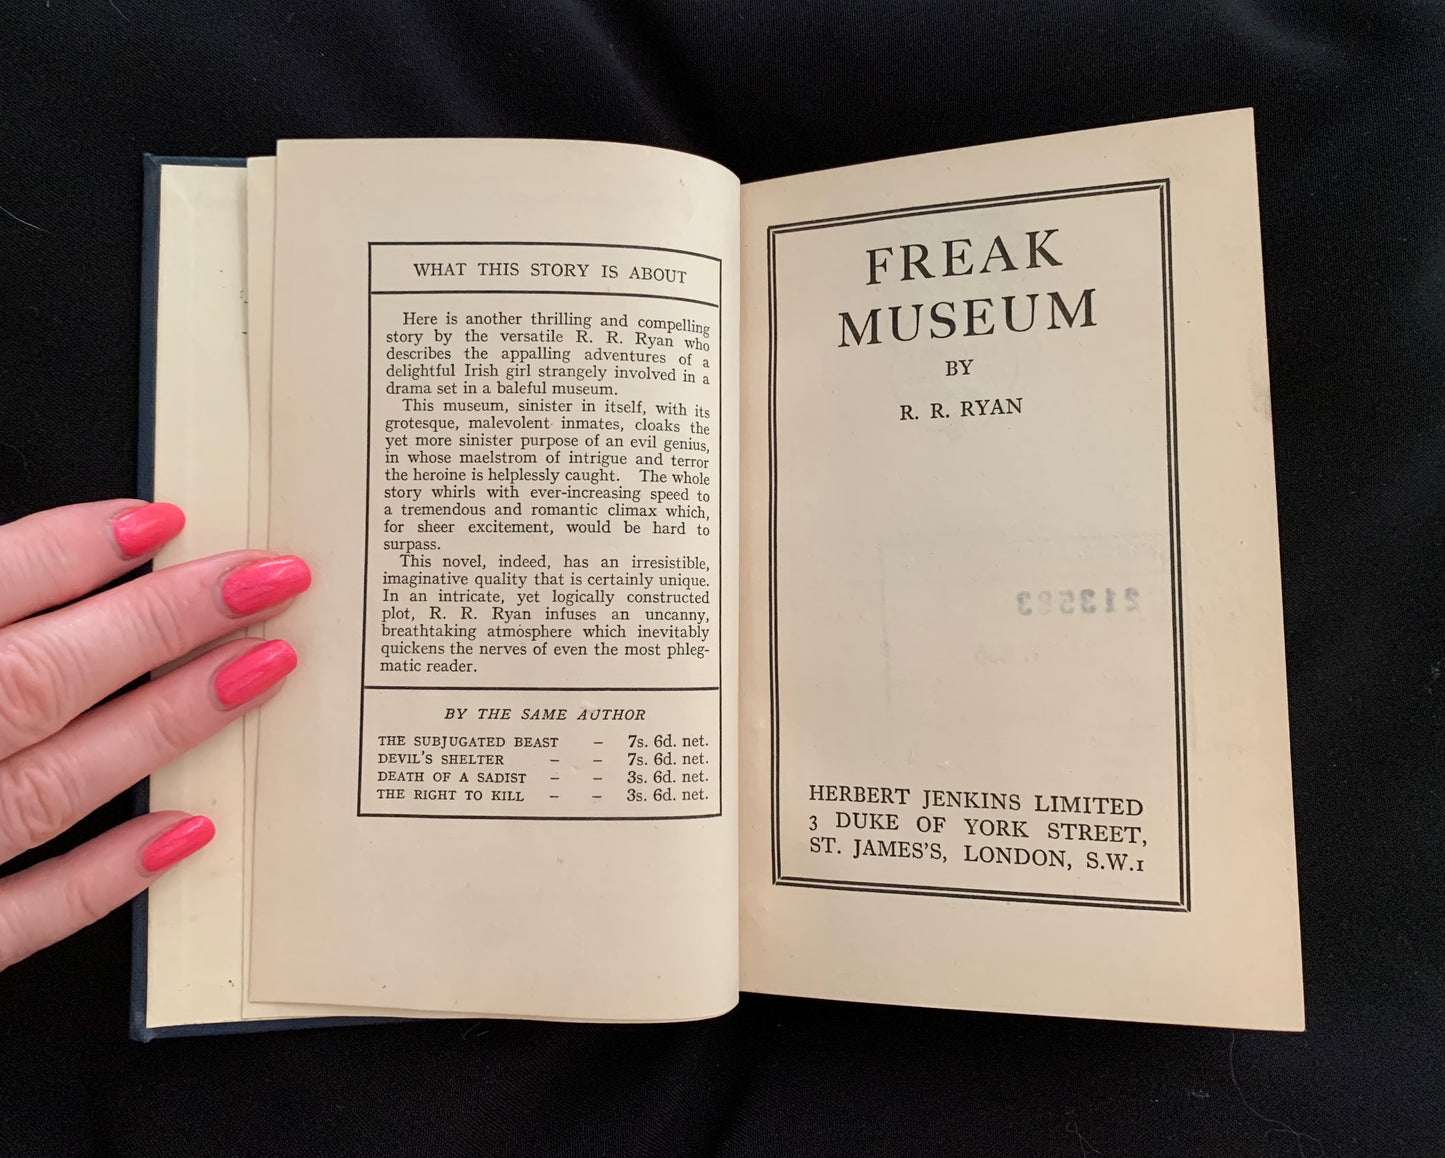 WHAT THIS STORY IS ABOUT
Here is another thrilling and compelling
story by the versatile R. R. Ryan who
describes the appalling adventures of a
delightful Irish girl strangely involved in a
drama set in a baleful museum.
This museum, sinister in itself, with its
grotesque, malevolent inmates, cloaks the
yet more sinister purpose of an evil genius,
in whose maelstrom of intrigue and terror
the heroine is helplessly caught. The whole
story whirls with ever-increasing speed to
a tremendous and romantic climax which,
for sheer excitement, would be hard to
surpass.
This novel, indeed, has an irresistible,
imaginative quality that is certainly unique.
In an intricate, yet logically constructed
plot, R. R. Ryan infuses an uncanny,
breathtaking atmosphere which inevitably
quickens the nerves of even the most phleg-
matic reader.
BY THE SAME AUTHOR
THE SUBJUGATED BEAST – 7s. 6d. net.
DEVIL'S SHELTER – – 7s. 6d. net.
DEATH OF A SADIST – – 3s. 6d. net.
THE RIGHT TO KILL – – 3s. 6d. net.
FREAK
MUSEUM
BY
R. R. RYAN
HERBERT JENKINS LIMITED
3 DUKE OF YORK STREET,
ST. JAMES'S, LONDON, S.W.1